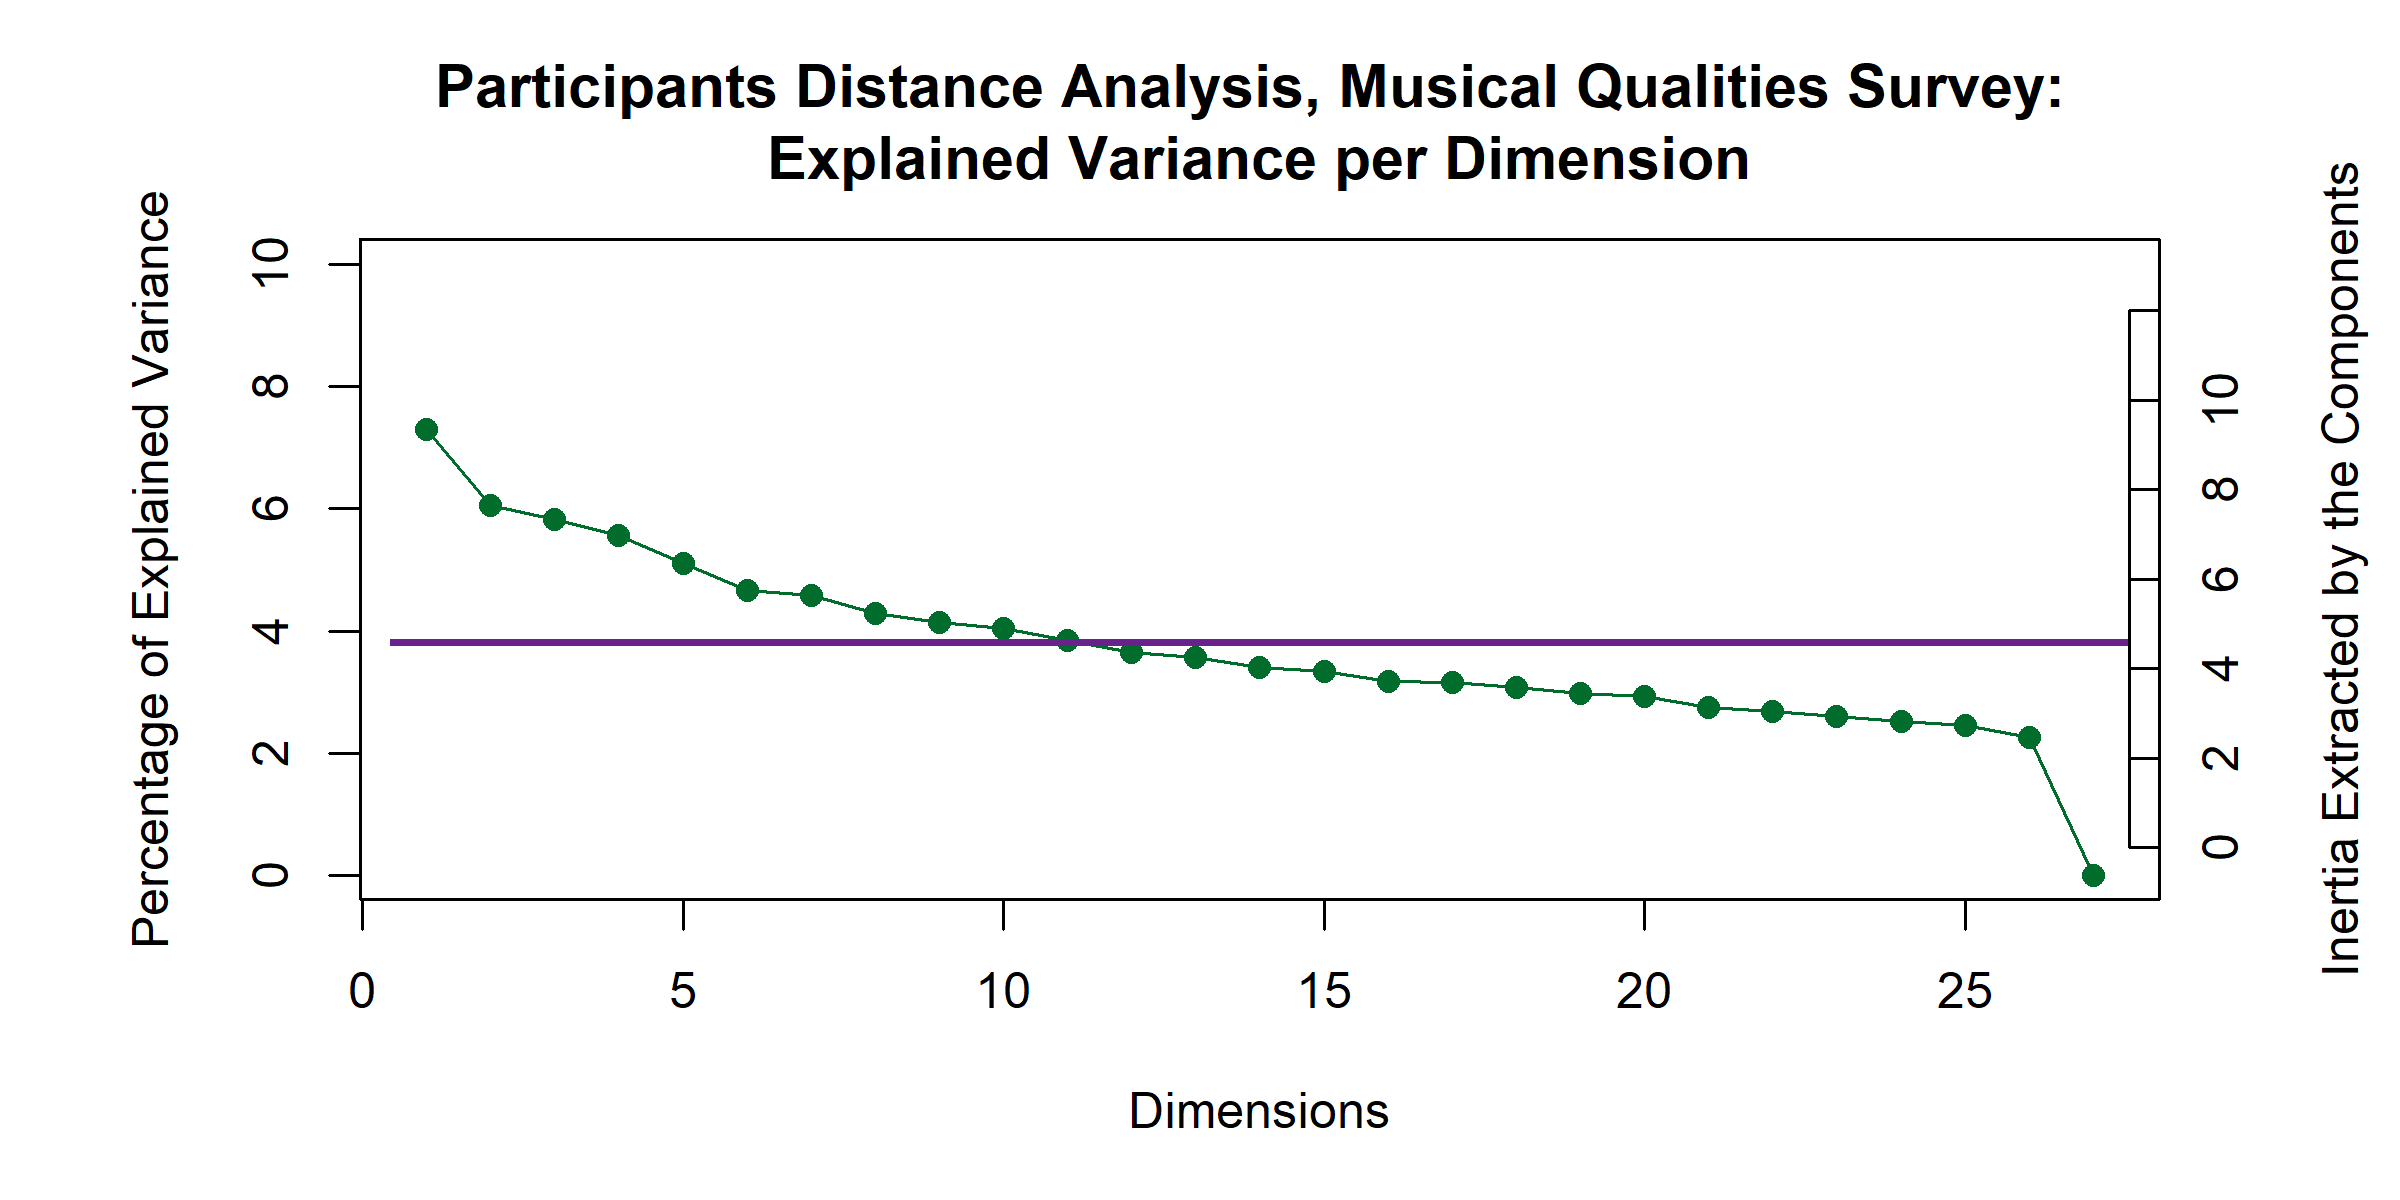 Participants Distance Analysis, Musical Qualities Survey:
Explained Variance per Dimension
Percentage of Explained Variance
10
8
6
4
2
0
Inertia Extracted by the Components
10
8
6
4
2
0
0 5 10 15 20 25
Dimensions